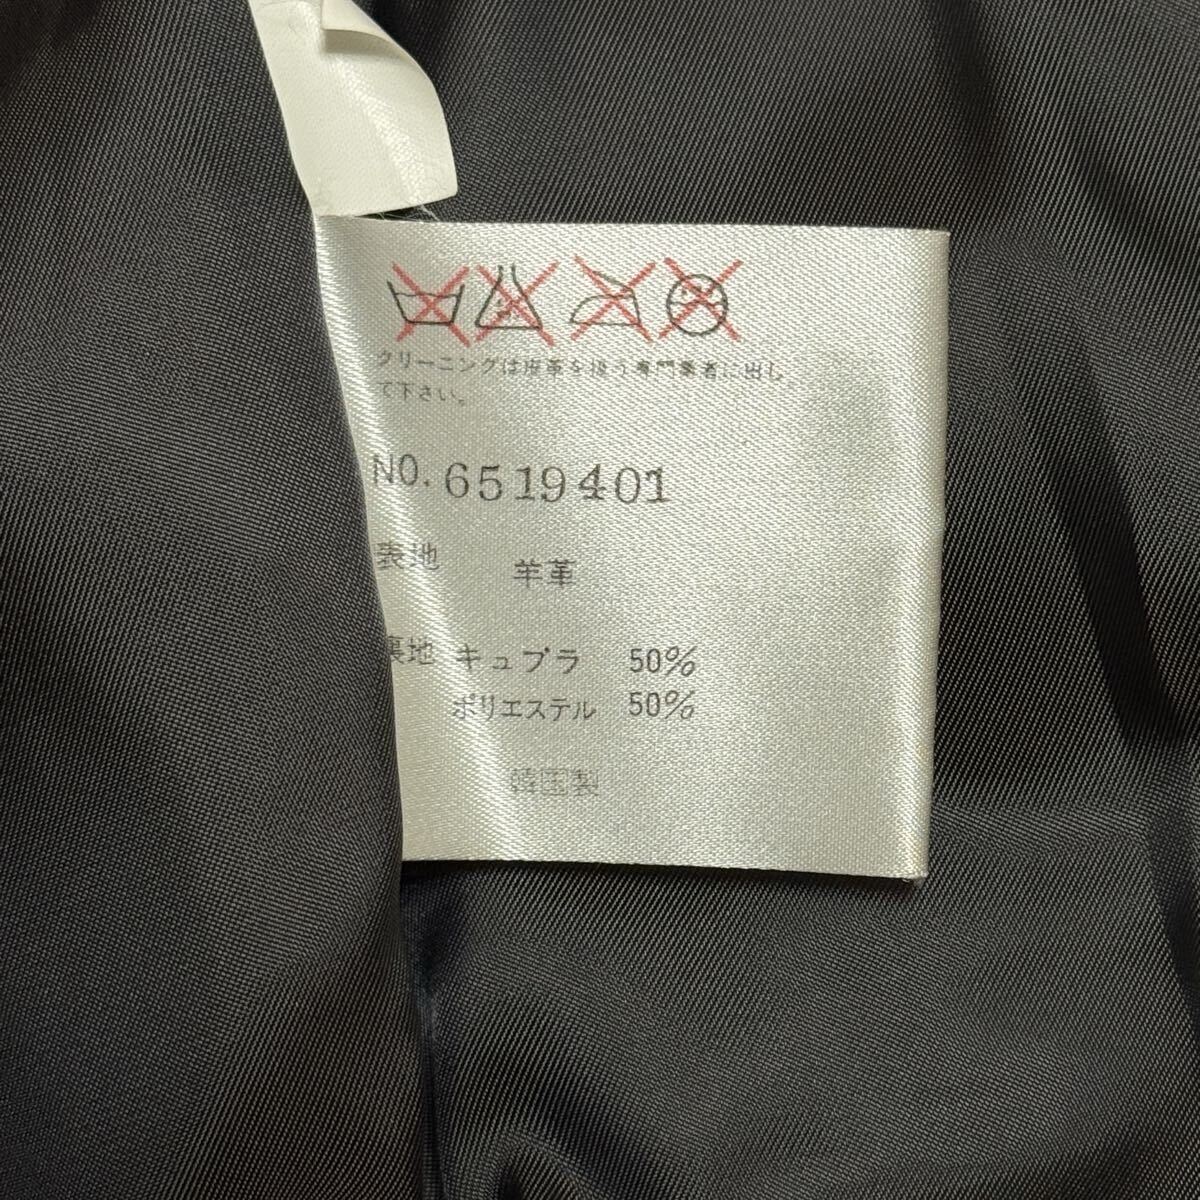 クリーニングは皮革を扱う専門業者に出し
て下さい。
NO. 6519401
表地 羊革
裏地 キュプラ 50%
ポリエステル 50%
韓国製